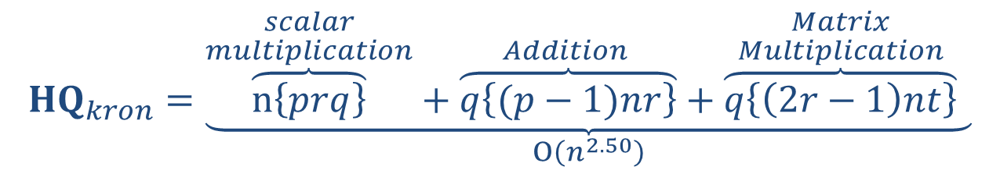 scalar Matrix
multiplication Addition Multiplication
HQ_kron = n{prq} + q{(p − 1)nr} + q{(2r − 1)nt}
O(n^2.50)